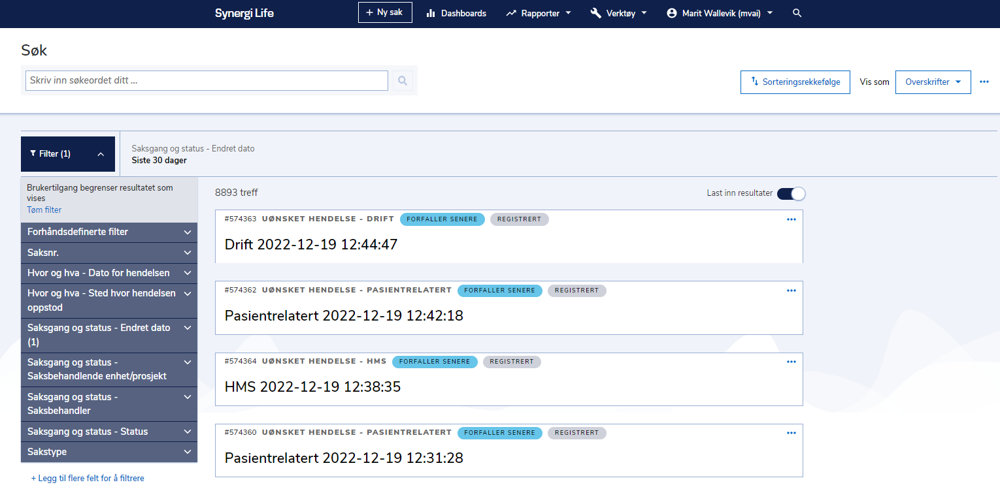 Synergi Life
+ Ny sak
Dashboards
Rapporter
Verktøy
Marit Wallevik (mvai)
Søk
Skriv inn søkeordet ditt ...
Sorteringsrekkefølge
Vis som
Overskrifter
Filter (1)
Saksgang og status - Endret dato
Siste 30 dager
Brukertilgang begrenser resultatet som
vises
Tøm filter
Forhåndsdefinerte filter
Saksnr.
Hvor og hva - Dato for hendelsen
Hvor og hva - Sted hvor hendelsen
oppstod
Saksgang og status - Endret dato
(1)
Saksgang og status -
Saksbehandlende enhet/prosjekt
Saksgang og status -
Saksbehandler
Saksgang og status - Status
Sakstype
+ Legg til flere felt for å filtrere
8893 treff
Last inn resultater
#574363 UØNSKET HENDELSE - DRIFT FORFALLER SENERE REGISTRERT
Drift 2022-12-19 12:44:47
#574362 UØNSKET HENDELSE - PASIENTRELATERT FORFALLER SENERE REGISTRERT
Pasientrelatert 2022-12-19 12:42:18
#574364 UØNSKET HENDELSE - HMS FORFALLER SENERE REGISTRERT
HMS 2022-12-19 12:38:35
#574360 UØNSKET HENDELSE - PASIENTRELATERT FORFALLER SENERE REGISTRERT
Pasientrelatert 2022-12-19 12:31:28